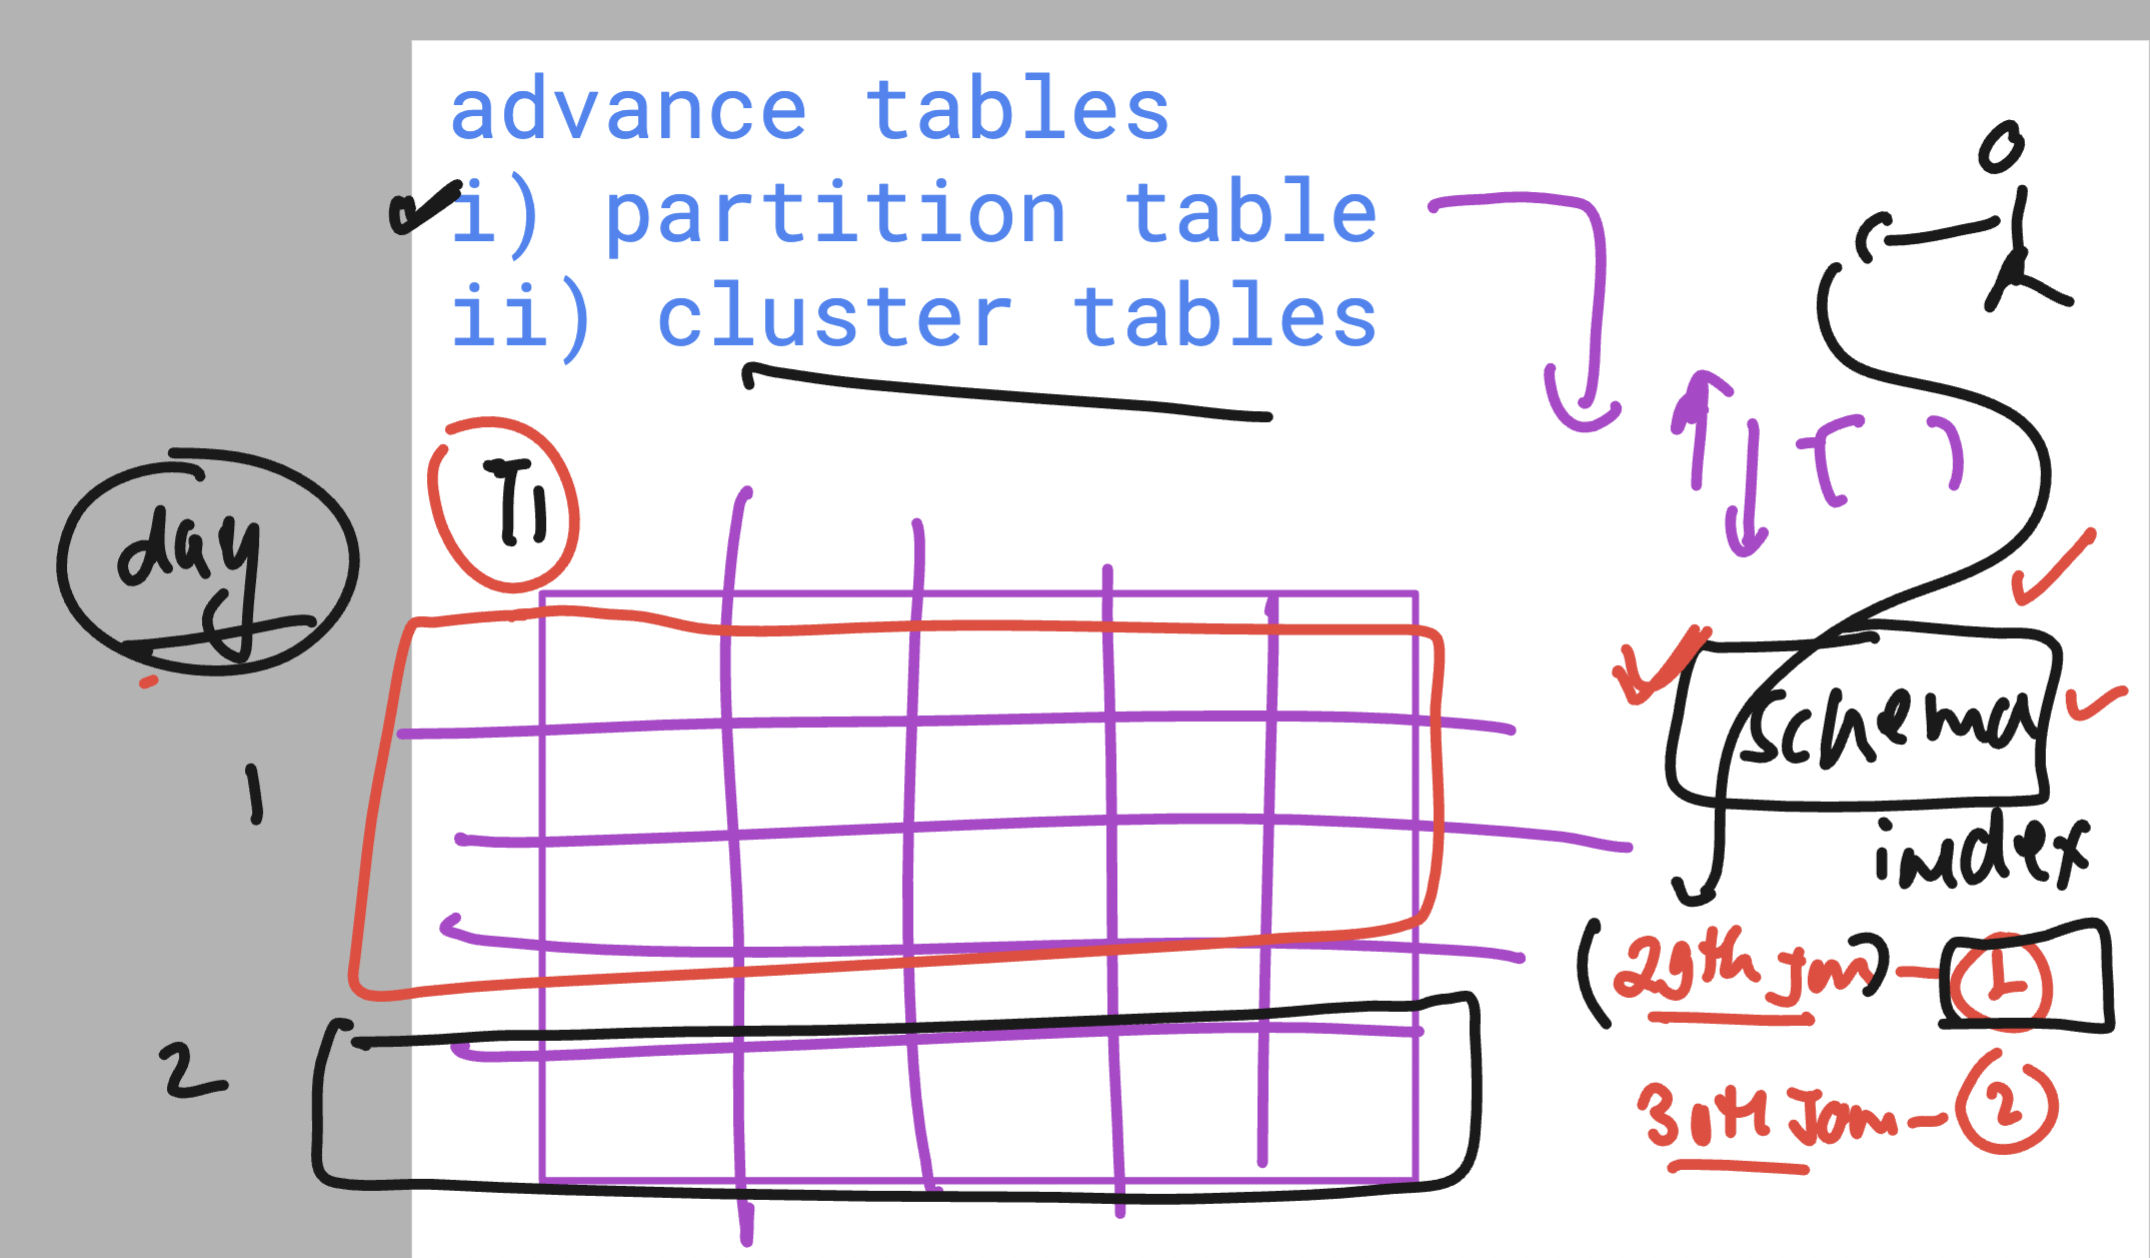 advance tables
i) partition table
ii) cluster tables
T1
day
schema
index
1
(29th Jan) - 1
2
30th Jan - 2